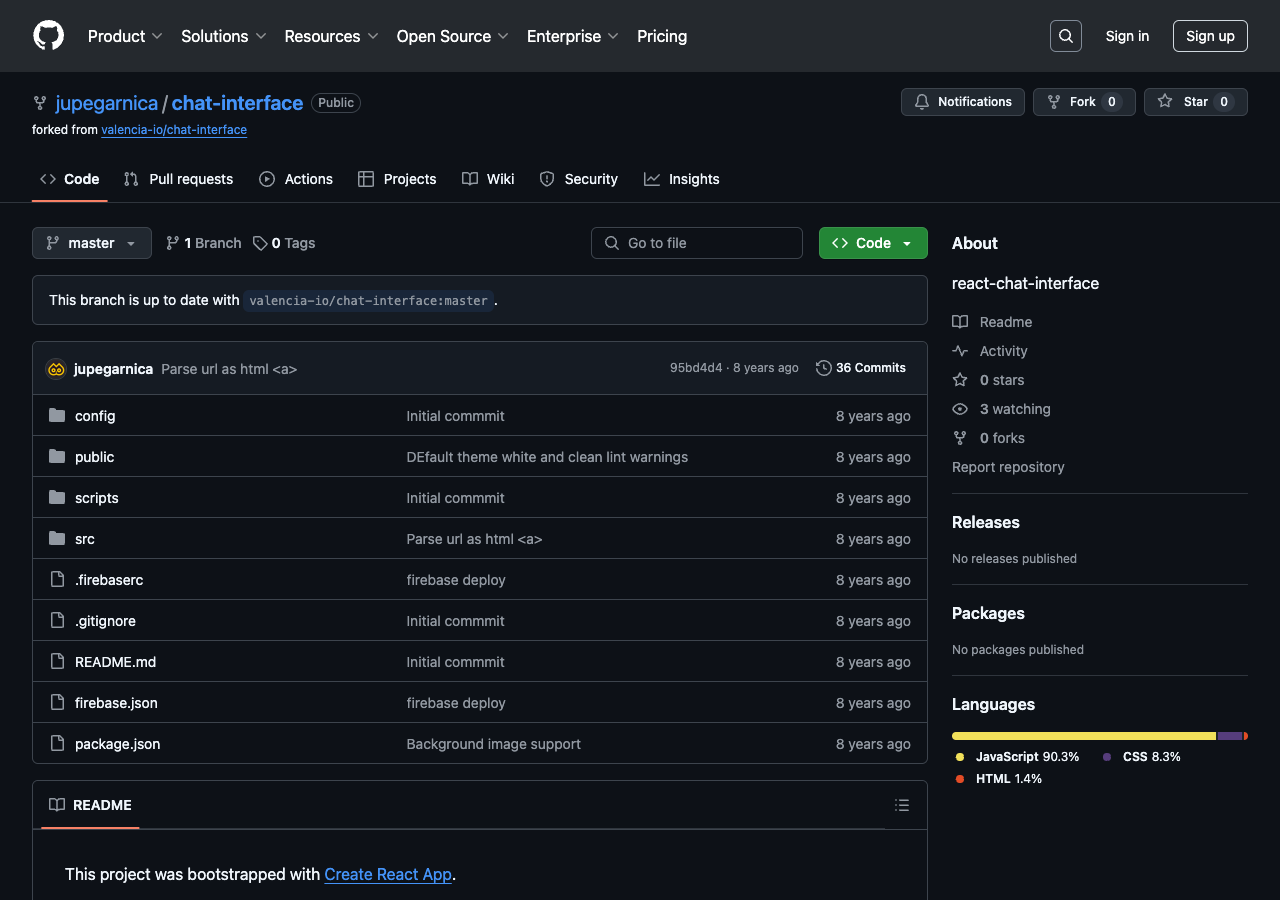 Product Solutions Resources Open Source Enterprise Pricing Sign in Sign up
jupegarnica / chat-interface Public Notifications Fork 0 Star 0
forked from valencia-io/chat-interface
Code Pull requests Actions Projects Wiki Security Insights
master 1 Branch 0 Tags Go to file Code
This branch is up to date with valencia-io/chat-interface:master.
jupegarnica Parse url as html <a> 95bd4d4 · 8 years ago 36 Commits
config Initial commmit 8 years ago
public DEfault theme white and clean lint warnings 8 years ago
scripts Initial commmit 8 years ago
src Parse url as html <a> 8 years ago
.firebaserc firebase deploy 8 years ago
.gitignore Initial commmit 8 years ago
README.md Initial commmit 8 years ago
firebase.json firebase deploy 8 years ago
package.json Background image support 8 years ago
README
This project was bootstrapped with Create React App.
About
react-chat-interface
Readme
Activity
0 stars
3 watching
0 forks
Report repository
Releases
No releases published
Packages
No packages published
Languages
JavaScript 90.3% CSS 8.3%
HTML 1.4%